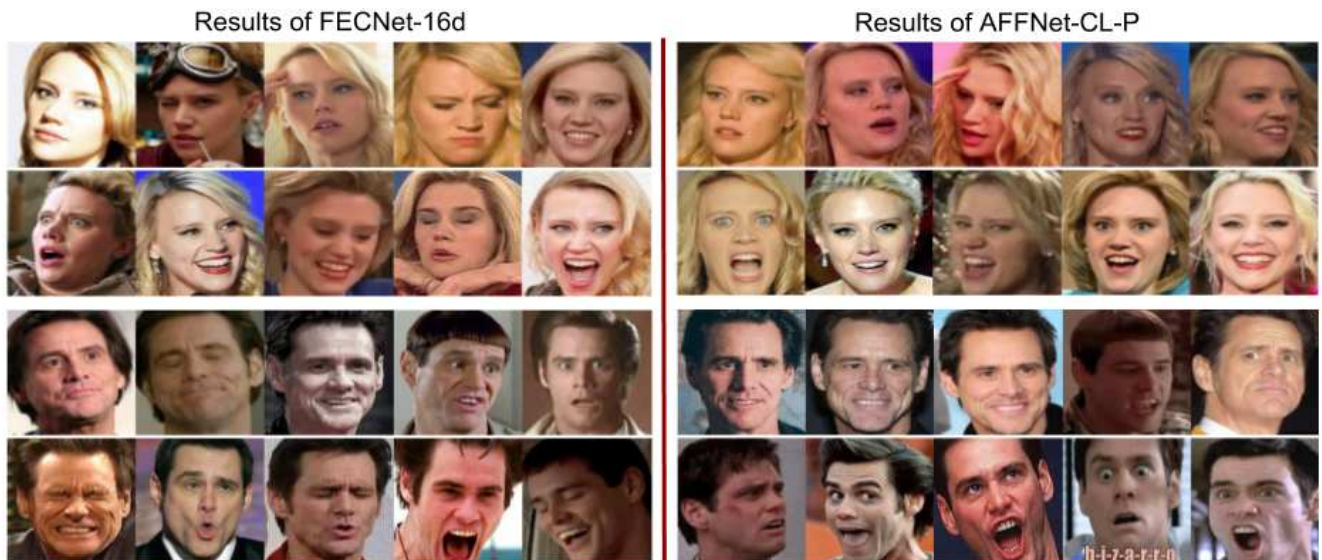 Results of FECNet-16d
Results of AFFNet-CL-P
b-i-z-a-r-r-o